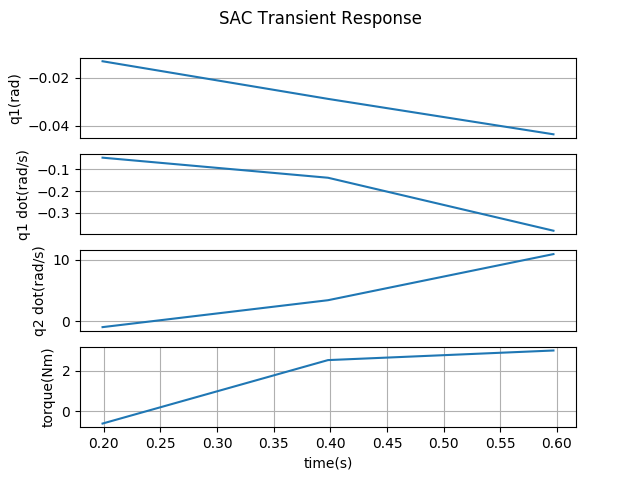 SAC Transient Response
q1(rad)
−0.02
−0.04
q1 dot(rad/s)
−0.1
−0.2
−0.3
q2 dot(rad/s)
10
0
torque(Nm)
2
0
0.20 0.25 0.30 0.35 0.40 0.45 0.50 0.55 0.60
time(s)